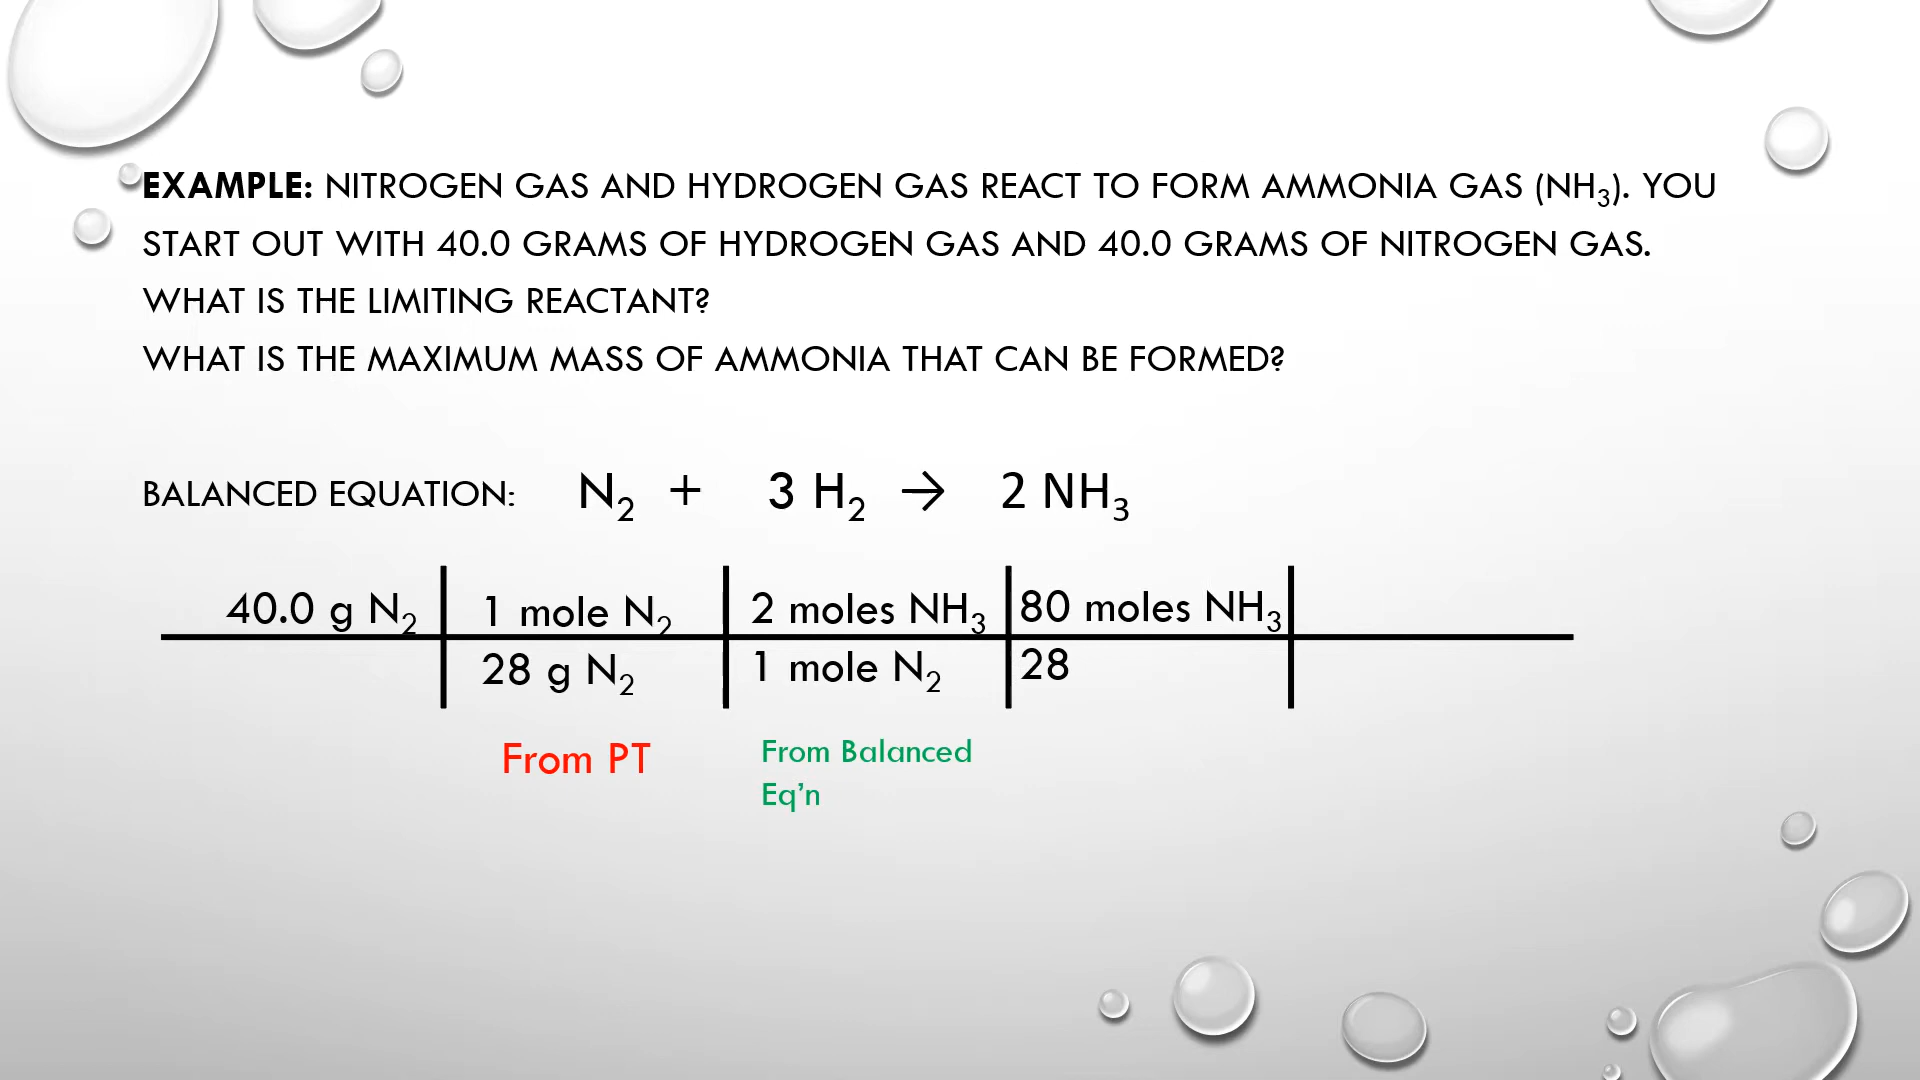 EXAMPLE: NITROGEN GAS AND HYDROGEN GAS REACT TO FORM AMMONIA GAS (NH₃). YOU
START OUT WITH 40.0 GRAMS OF HYDROGEN GAS AND 40.0 GRAMS OF NITROGEN GAS.
WHAT IS THE LIMITING REACTANT?
WHAT IS THE MAXIMUM MASS OF AMMONIA THAT CAN BE FORMED?
BALANCED EQUATION: N₂ + 3 H₂ → 2 NH₃
40.0 g N₂ 1 mole N₂ 2 moles NH₃ 80 moles NH₃
28 g N₂ 1 mole N₂ 28
From PT From Balanced
Eq’n